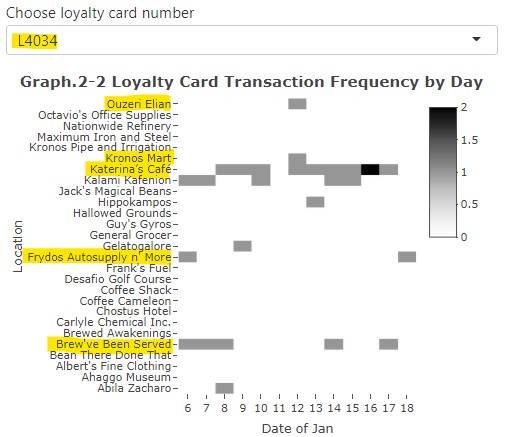 Choose loyalty card number
L4034
Graph.2-2 Loyalty Card Transaction Frequency by Day
Ouzeri Elian
Octavio's Office Supplies
Nationwide Refinery
Maximum Iron and Steel
Kronos Pipe and Irrigation
Kronos Mart
Katerina's Cafe
Kalami Kafenion
Jack's Magical Beans
Hippokampos
Hallowed Grounds
Guy's Gyros
General Grocer
Gelatogalore
Frydos Autosupply n' More
Frank's Fuel
Desafio Golf Course
Coffee Shack
Coffee Cameleon
Chostus Hotel
Carlyle Chemical Inc.
Brewed Awakenings
Brew've Been Served
Bean There Done That
Albert's Fine Clothing
Ahaggo Museum
Abila Zacharo
Location
6 7 8 9 10 11 12 13 14 15 16 17 18
Date of Jan
2
1.5
1
0.5
0